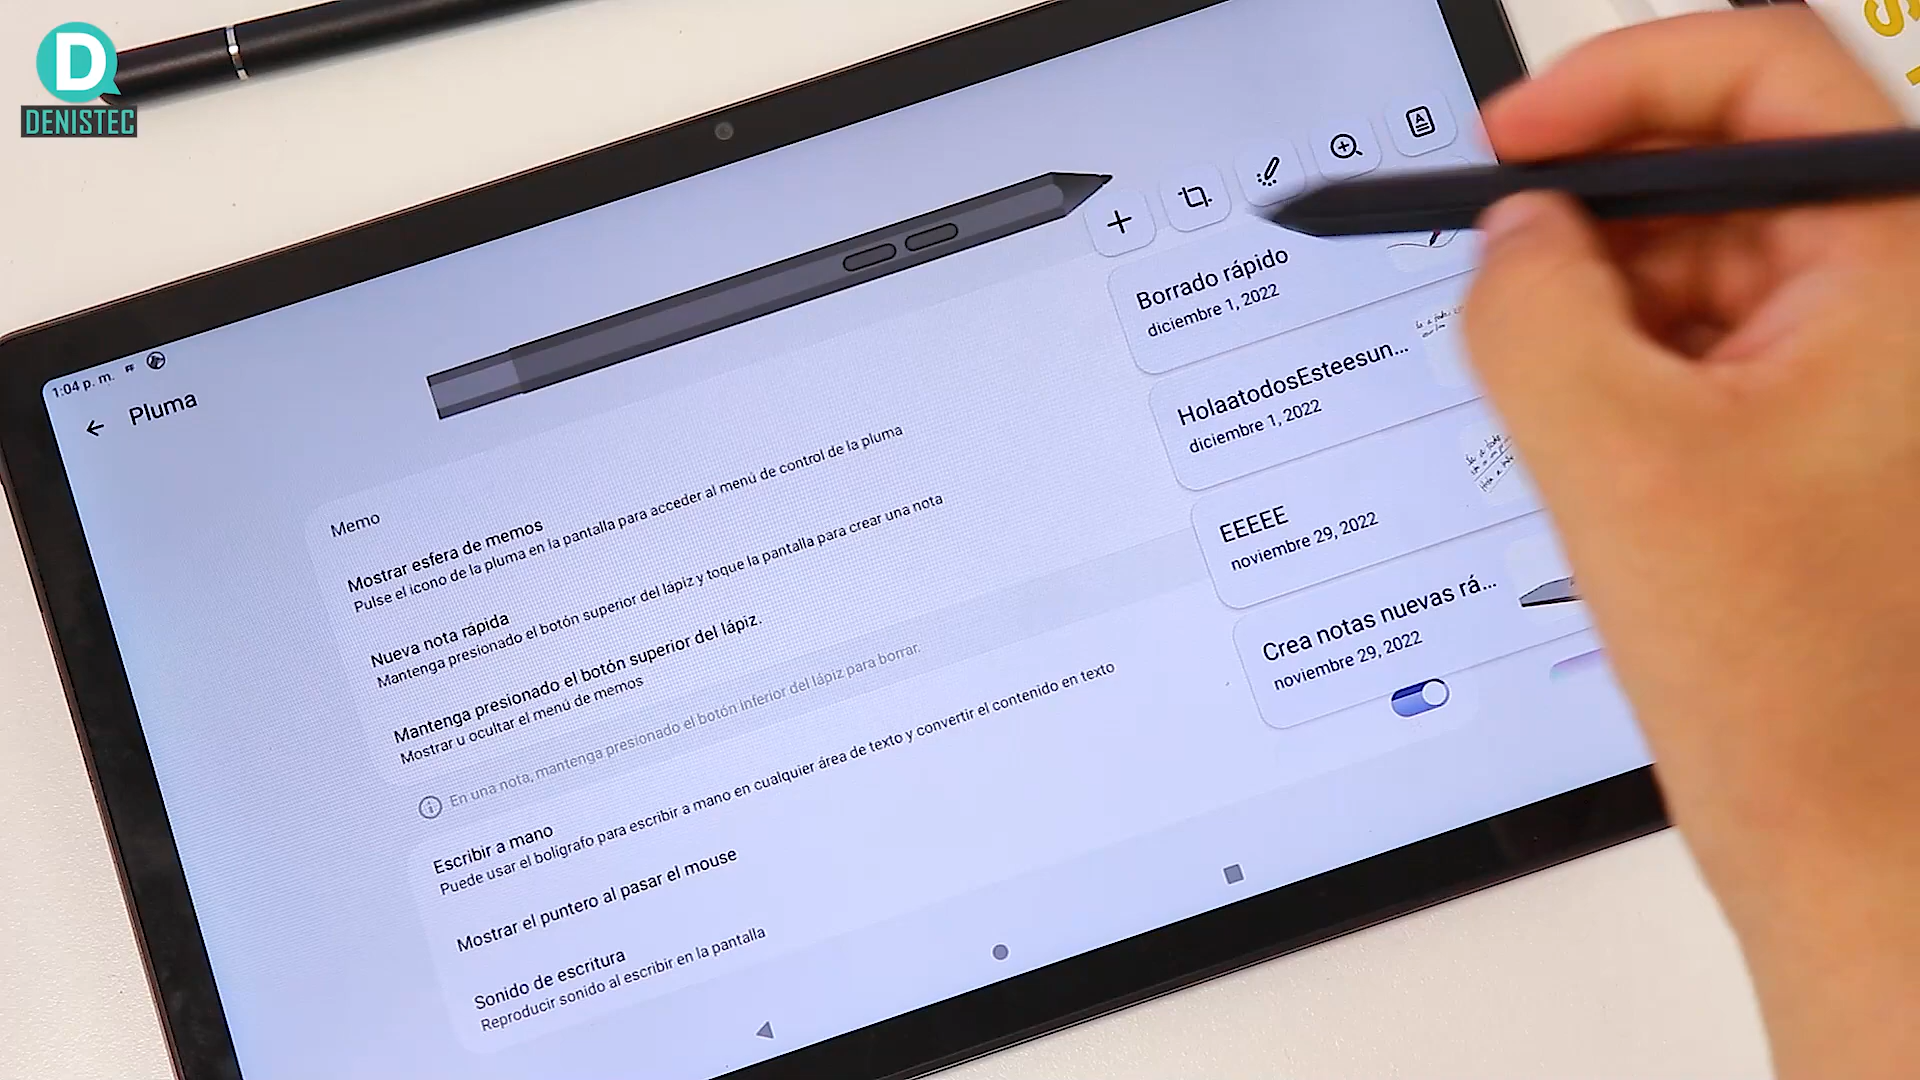 D
DENISTEC
1:04 p. m.
Pluma
Memo
Mostrar esfera de memos
Pulse el icono de la pluma en la pantalla para acceder al menú de control de la pluma
Nueva nota rápida
Mantenga presionado el botón superior del lápiz y toque la pantalla para crear una nota
Mantenga presionado el botón superior del lápiz.
Mostrar u ocultar el menú de memos
En una nota, mantenga presionado el botón inferior del lápiz para borrar.
Escribir a mano
Puede usar el bolígrafo para escribir a mano en cualquier área de texto y convertir el contenido en texto
Mostrar el puntero al pasar el mouse
Sonido de escritura
Reproducir sonido al escribir en la pantalla
A
Borrado rápido
diciembre 1, 2022
HolaatodosEsteesun...
diciembre 1, 2022
EEEEE
noviembre 29, 2022
Crea notas nuevas rá...
noviembre 29, 2022